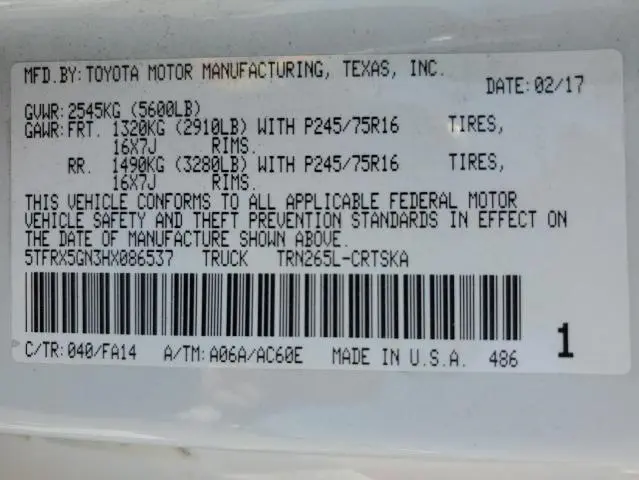 MFD.BY:TOYOTA MOTOR MANUFACTURING, TEXAS, INC.
DATE:02/17
GVWR:2545KG (5600LB)
GAWR:FRT. 1320KG (2910LB) WITH P245/75R16 TIRES,
16X7J RIMS.
RR. 1490KG (3280LB) WITH P245/75R16 TIRES,
16X7J RIMS.
THIS VEHICLE CONFORMS TO ALL APPLICABLE FEDERAL MOTOR
VEHICLE SAFETY AND THEFT PREVENTION STANDARDS IN EFFECT ON
THE DATE OF MANUFACTURE SHOWN ABOVE.
5TFRX5GN3HX086537 TRUCK TRN265L-CRTSKA
C/TR:040/FA14 A/TM:A06A/AC60E MADE IN U.S.A. 486 1